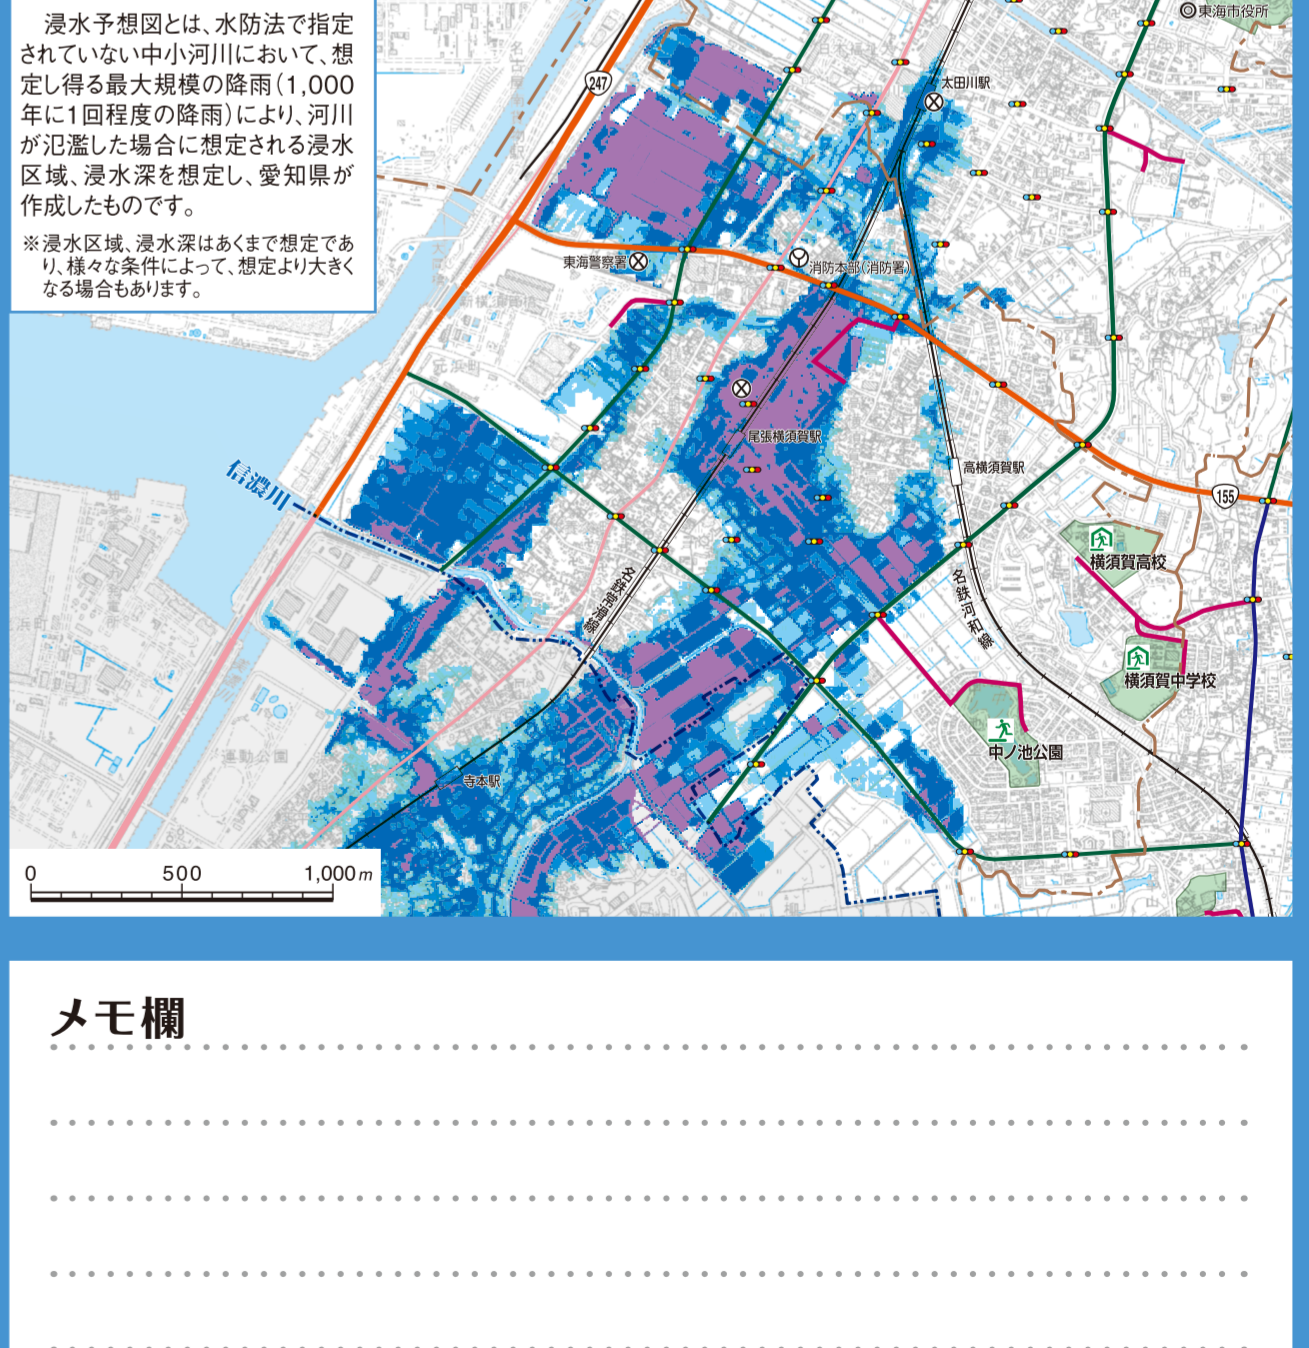 浸水予想図とは、水防法で指定
されていない中小河川において、想
定し得る最大規模の降雨(1,000
年に1回程度の降雨)により、河川
が氾濫した場合に想定される浸水
区域、浸水深を想定し、愛知県が
作成したものです。
※浸水区域、浸水深はあくまで想定であ
り、様々な条件によって、想定より大きく
なる場合もあります。
東海市役所
247
太田川駅
東海警察署
消防本部(消防署)
尾張横須賀駅
高横須賀駅
155
信濃川
横須賀高校
名鉄常滑線
名鉄河和線
横須賀中学校
中ノ池公園
運動公園
寺本駅
0 500 1,000m
メモ欄